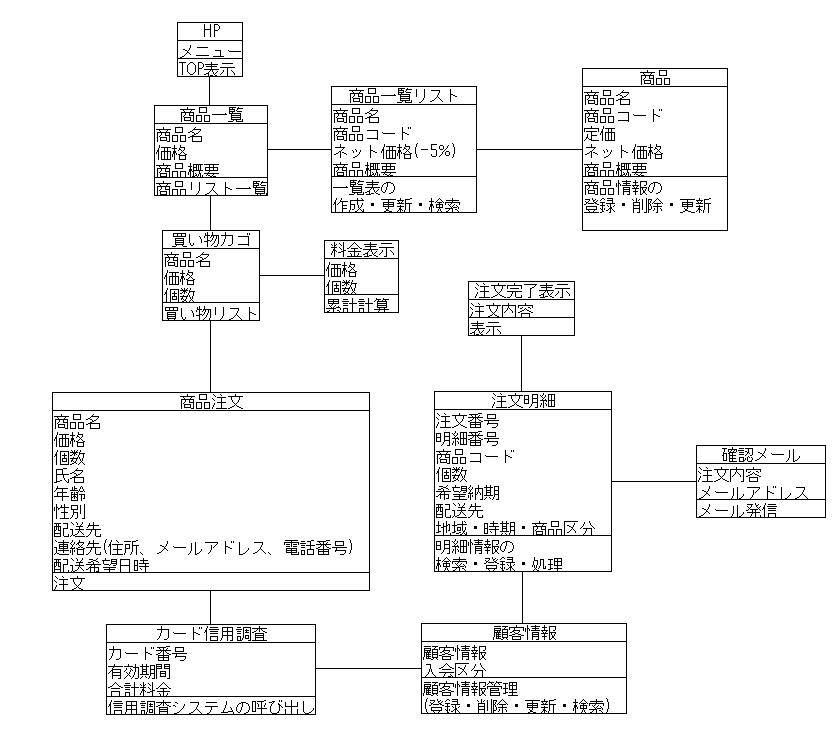 HP
メニュー
TOP表示
商品一覧
商品名
価格
商品概要
商品リスト一覧
商品一覧リスト
商品名
商品コード
ネット価格(-5%)
商品概要
一覧表の
作成・更新・検索
商品
商品名
商品コード
定価
ネット価格
商品概要
商品情報の
登録・削除・更新
買い物カゴ
商品名
価格
個数
買い物リスト
料金表示
価格
個数
累計計算
注文完了表示
注文内容
表示
商品注文
商品名
価格
個数
氏名
年齢
性別
配送先
連絡先(住所、メールアドレス、電話番号)
配送希望日時
注文
注文明細
注文番号
明細番号
商品コード
個数
希望納期
配送先
地域・時期・商品区分
明細情報の
検索・登録・処理
確認メール
注文内容
メールアドレス
メール発信
カード信用調査
カード番号
有効期間
合計料金
信用調査システムの呼び出し
顧客情報
顧客情報
入会区分
顧客情報管理
(登録・削除・更新・検索)